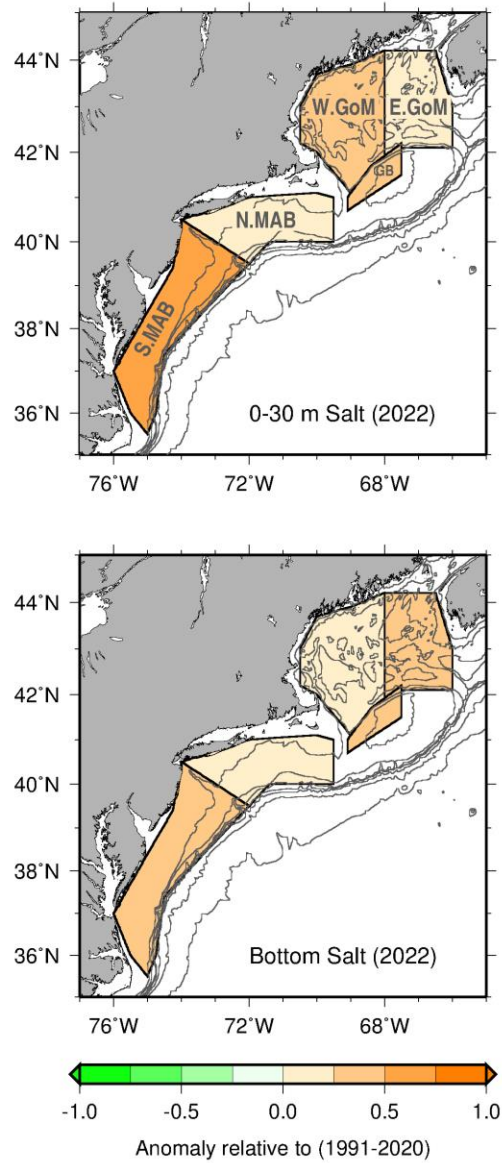 44˚N
W.GoM
E.GoM
42˚N
GB
N.MAB
40˚N
S.MAB
38˚N
36˚N
0-30 m Salt (2022)
76˚W
72˚W
68˚W
44˚N
42˚N
40˚N
38˚N
36˚N
Bottom Salt (2022)
76˚W
72˚W
68˚W
-1.0
-0.5
0.0
0.5
1.0
Anomaly relative to (1991-2020)